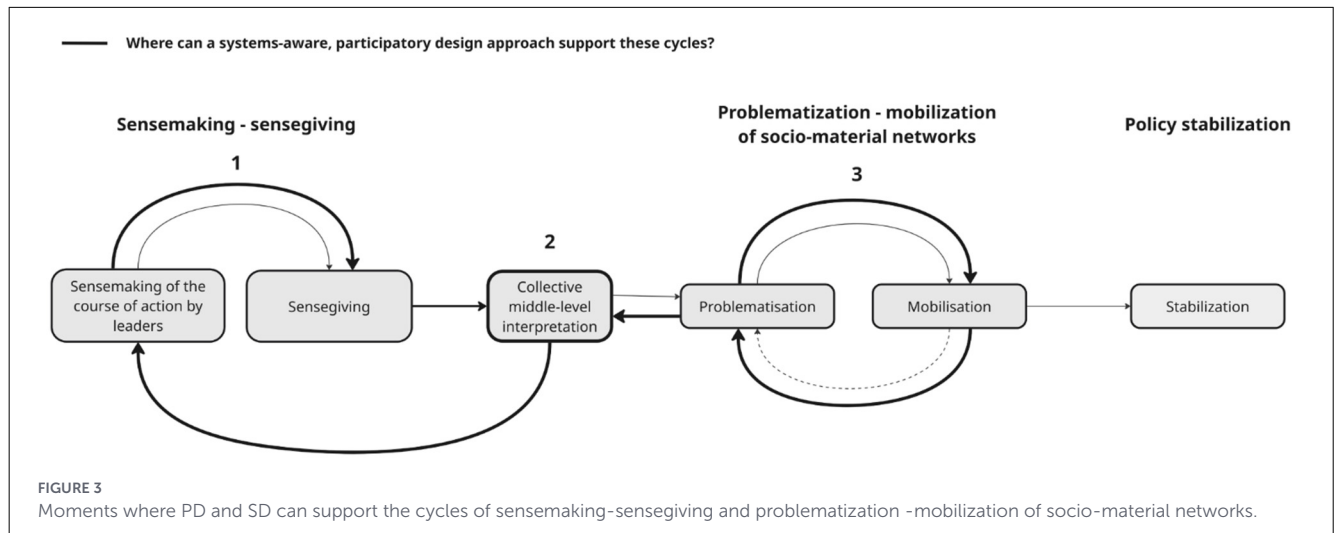 Where can a systems-aware, participatory design approach support these cycles?
Sensemaking - sensegiving
1
Problematization - mobilization
of socio-material networks
3
Policy stabilization
2
Sensemaking of the
course of action by
leaders
Sensegiving
Collective
middle-level
interpretation
Problematisation
Mobilisation
Stabilization
FIGURE 3
Moments where PD and SD can support the cycles of sensemaking-sensegiving and problematization -mobilization of socio-material networks.